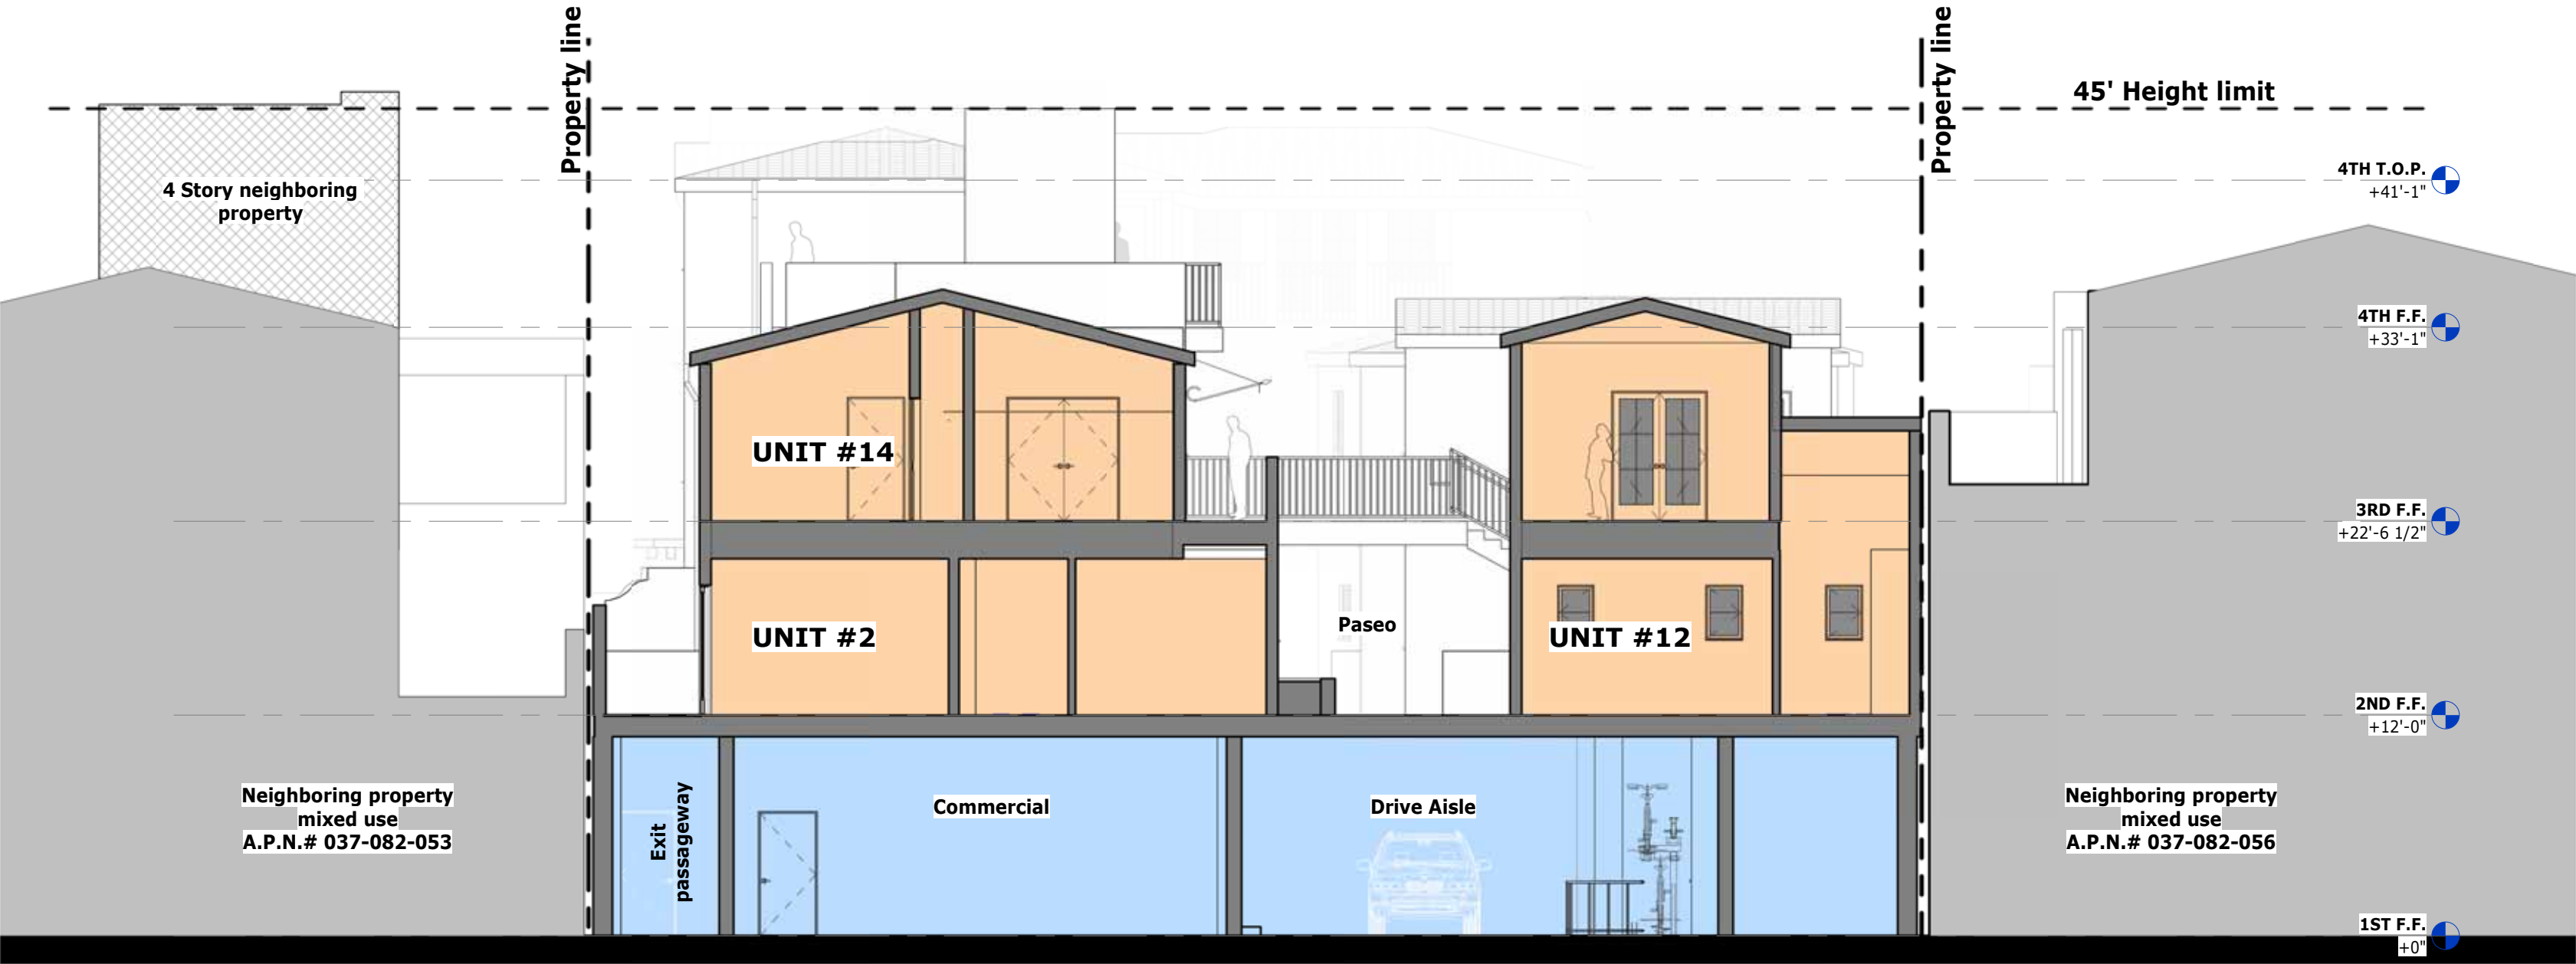 Property line
Property line
45' Height limit
4 Story neighboring
property
4TH T.O.P.
+41'-1"
4TH F.F.
+33'-1"
UNIT #14
3RD F.F.
+22'-6 1/2"
UNIT #2
Paseo
UNIT #12
2ND F.F.
+12'-0"
Neighboring property
mixed use
A.P.N.# 037-082-053
Exit
passageway
Commercial
Drive Aisle
Neighboring property
mixed use
A.P.N.# 037-082-056
1ST F.F.
+0"